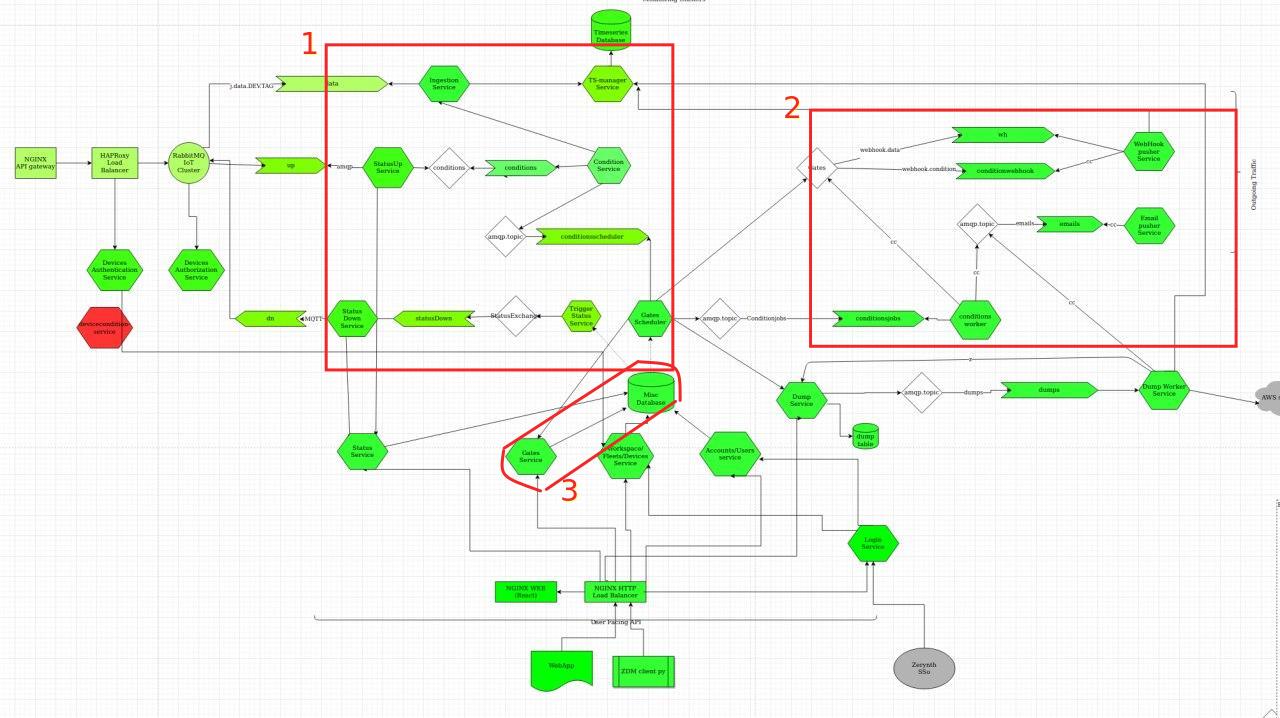 1
Timeseries
Database
j.data.DEV.TAG
data
Ingestion
Service
TS-manager
Service
2
NGINX
API gateway
HAPRoxy
Load
Balancer
RabbitMQ
IoT
Cluster
up
amqp
StatusUp
Service
conditions
conditions
Condition
Service
Gates
webhook.data
wh
webhook.condition
conditionwebhook
cc
WebHook
pusher
Service
Outgoing Traffic
amqp.topic
conditionsscheduler
amqp.topic
emails
emails
cc
Email
pusher
Service
cc
cc
cc
Devices
Authentication
Service
Devices
Authorization
Service
devicecondition
service
dn
MQTT
Status
Down
Service
statusDown
StatusExchange
Trigger
Status
Service
Gates
Scheduler
amqp.topic
Conditionjobs
conditionsjobs
conditions
worker
z
Misc
Database
Dump
Service
amqp.topic
dumps
dumps
Dump Worker
Service
AWS
dump
table
Status
Service
Gates
Service
Workspace/
Fleets/Devices
Service
Accounts/Users
service
3
Login
Service
NGINX WEB
(React)
NGINX HTTP
Load Balancer
User Facing API
WebApp
ZDM client py
Zerynth
SSo